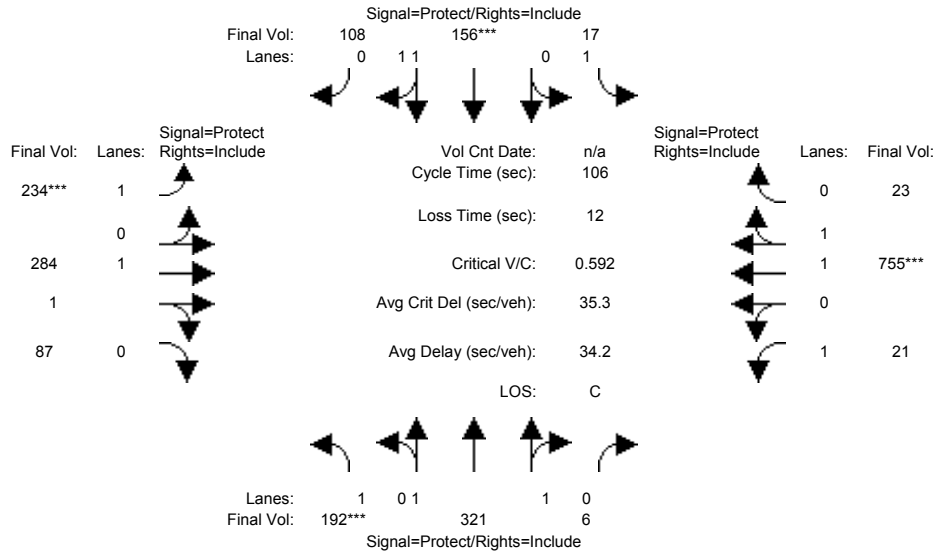 Signal=Protect/Rights=Include
Final Vol: 108 156*** 17
Lanes: 0 1 1 0 1
Signal=Protect
Final Vol: Lanes: Rights=Include
Vol Cnt Date: n/a
Signal=Protect
Rights=Include Lanes: Final Vol:
Cycle Time (sec): 106
234*** 1
0 23
Loss Time (sec): 12
0
1
284 1
Critical V/C: 0.592
1 755***
1
Avg Crit Del (sec/veh): 35.3
0
87 0
Avg Delay (sec/veh): 34.2
1 21
LOS: C
Lanes: 1 0 1 1 0
Final Vol: 192*** 321 6
Signal=Protect/Rights=Include